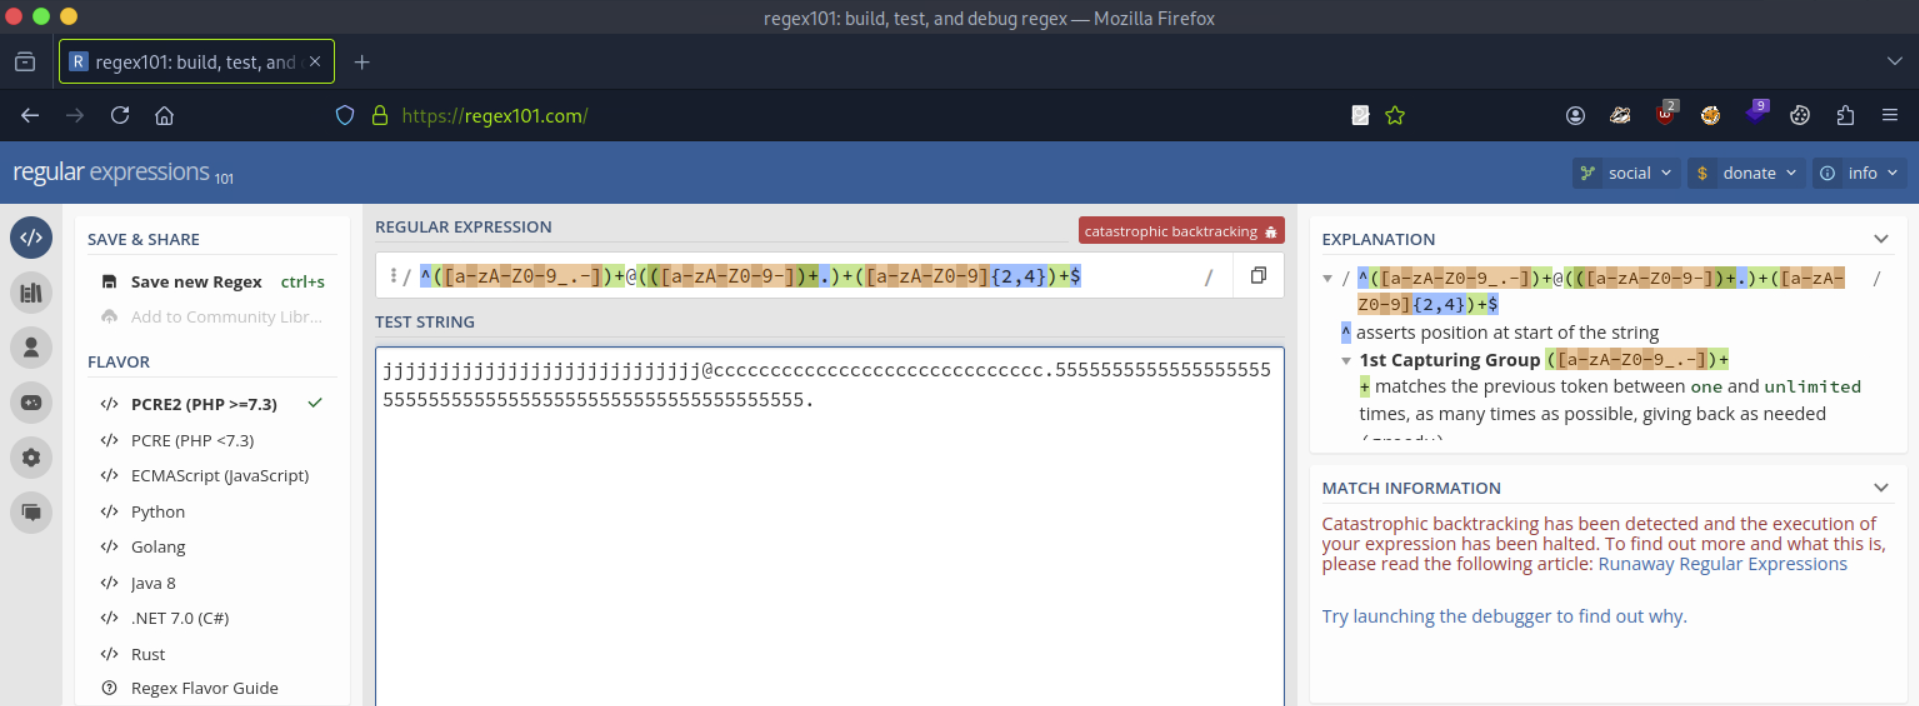 regex101: build, test, and debug regex — Mozilla Firefox
R regex101: build, test, and
https://regex101.com/
2
9
regular expressions 101
social
$ donate
info
SAVE & SHARE
Save new Regex ctrl+s
Add to Community Libr...
FLAVOR
PCRE2 (PHP >=7.3)
PCRE (PHP <7.3)
ECMAScript (JavaScript)
Python
Golang
Java 8
.NET 7.0 (C#)
Rust
Regex Flavor Guide
REGULAR EXPRESSION
catastrophic backtracking
/ ^([a-zA-Z0-9_.-])+@(([a-zA-Z0-9-])+.)+([a-zA-Z0-9]{2,4})+$ /
TEST STRING
jjjjjjjjjjjjjjjjjjjjjjjjjjjj@ccccccccccccccccccccccccccccc.5555555555555555555
5555555555555555555555555555555555555.
EXPLANATION
/ ^([a-zA-Z0-9_.-])+@(([a-zA-Z0-9-])+.)+([a-zA- /
Z0-9]{2,4})+$
^ asserts position at start of the string
1st Capturing Group ([a-zA-Z0-9_.-])+
+ matches the previous token between one and unlimited
times, as many times as possible, giving back as needed
(greedy)
MATCH INFORMATION
Catastrophic backtracking has been detected and the execution of
your expression has been halted. To find out more and what this is,
please read the following article: Runaway Regular Expressions
Try launching the debugger to find out why.